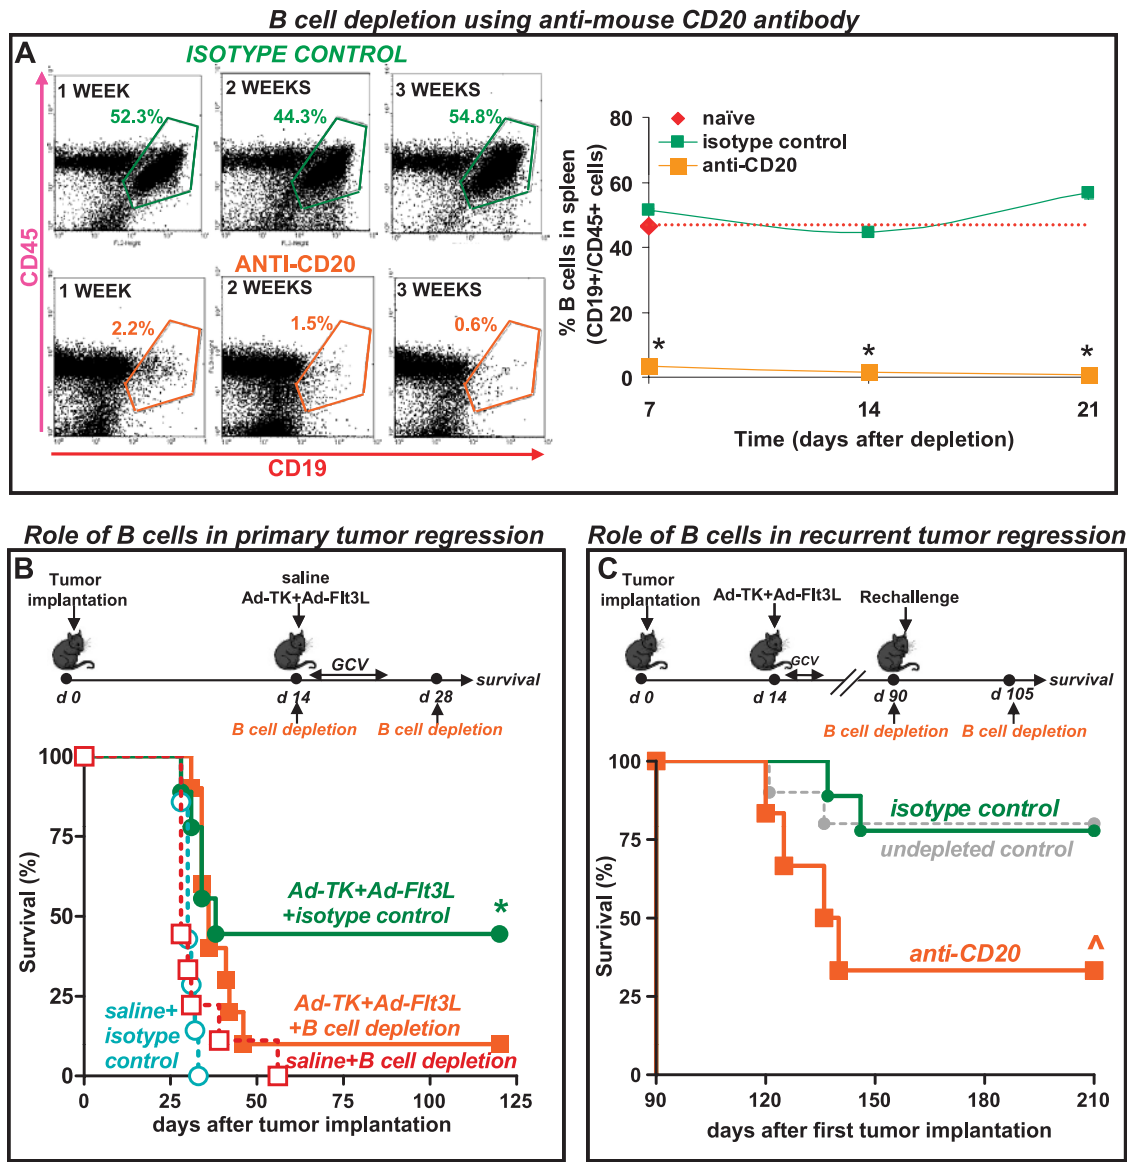 B cell depletion using anti-mouse CD20 antibody
A
ISOTYPE CONTROL
1 WEEK
52.3%
2 WEEKS
44.3%
3 WEEKS
54.8%
ANTI-CD20
1 WEEK
2.2%
2 WEEKS
1.5%
3 WEEKS
0.6%
CD45
CD19
naïve
isotype control
anti-CD20
80
60
40
20
0
% B cells in spleen
(CD19+/CD45+ cells)
*
*
*
7
14
21
Time (days after depletion)
Role of B cells in primary tumor regression
B
Tumor
implantation
saline
Ad-TK+Ad-Flt3L
GCV
survival
d 0
d 14
d 28
B cell depletion
B cell depletion
100
75
50
25
0
Survival (%)
Ad-TK+Ad-Flt3L
+isotype control
*
Ad-TK+Ad-Flt3L
+B cell depletion
saline+
isotype
control
saline+B cell depletion
0
25
50
75
100
125
days after tumor implantation
Role of B cells in recurrent tumor regression
C
Tumor
implantation
Ad-TK+Ad-Flt3L
Rechallenge
GCV
survival
d 0
d 14
d 90
d 105
B cell depletion
B cell depletion
100
75
50
25
0
Survival (%)
isotype control
undepleted control
anti-CD20
^
90
120
150
180
210
days after first tumor implantation